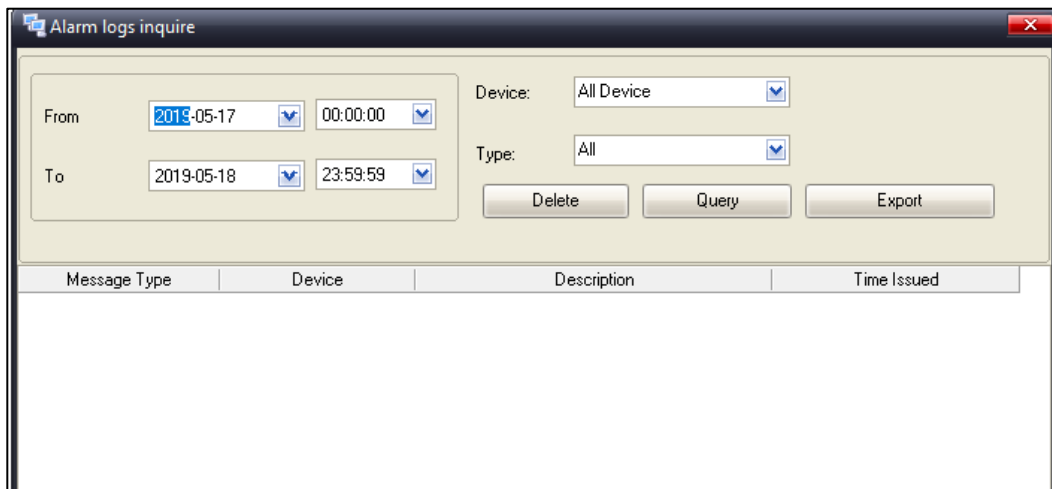 Alarm logs inquire
From 2019-05-17 00:00:00
To 2019-05-18 23:59:59
Device: All Device
Type: All
Delete Query Export
Message Type Device Description Time Issued